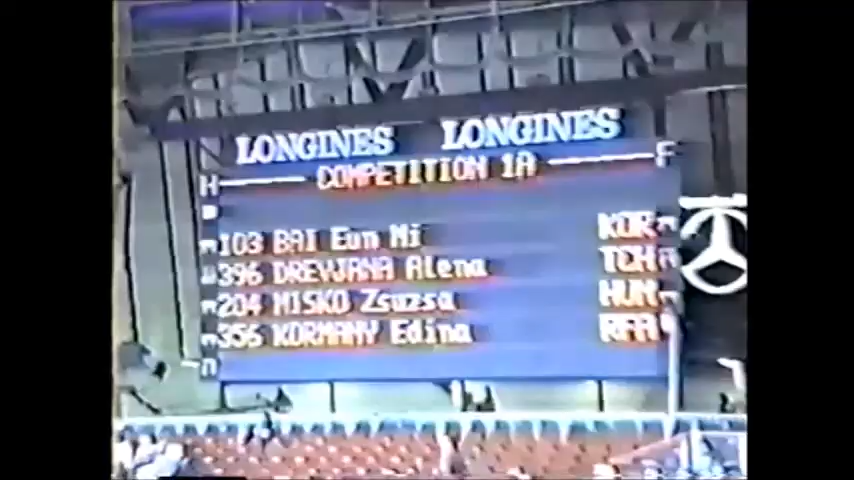 LONGINES LONGINES
H COMPETITION 1A F
103 BAI Eun Mi KOR
396 DREVJANA Alena TCH
204 MISKO Zsuzsa HUN
356 KORMANY Edina RFA